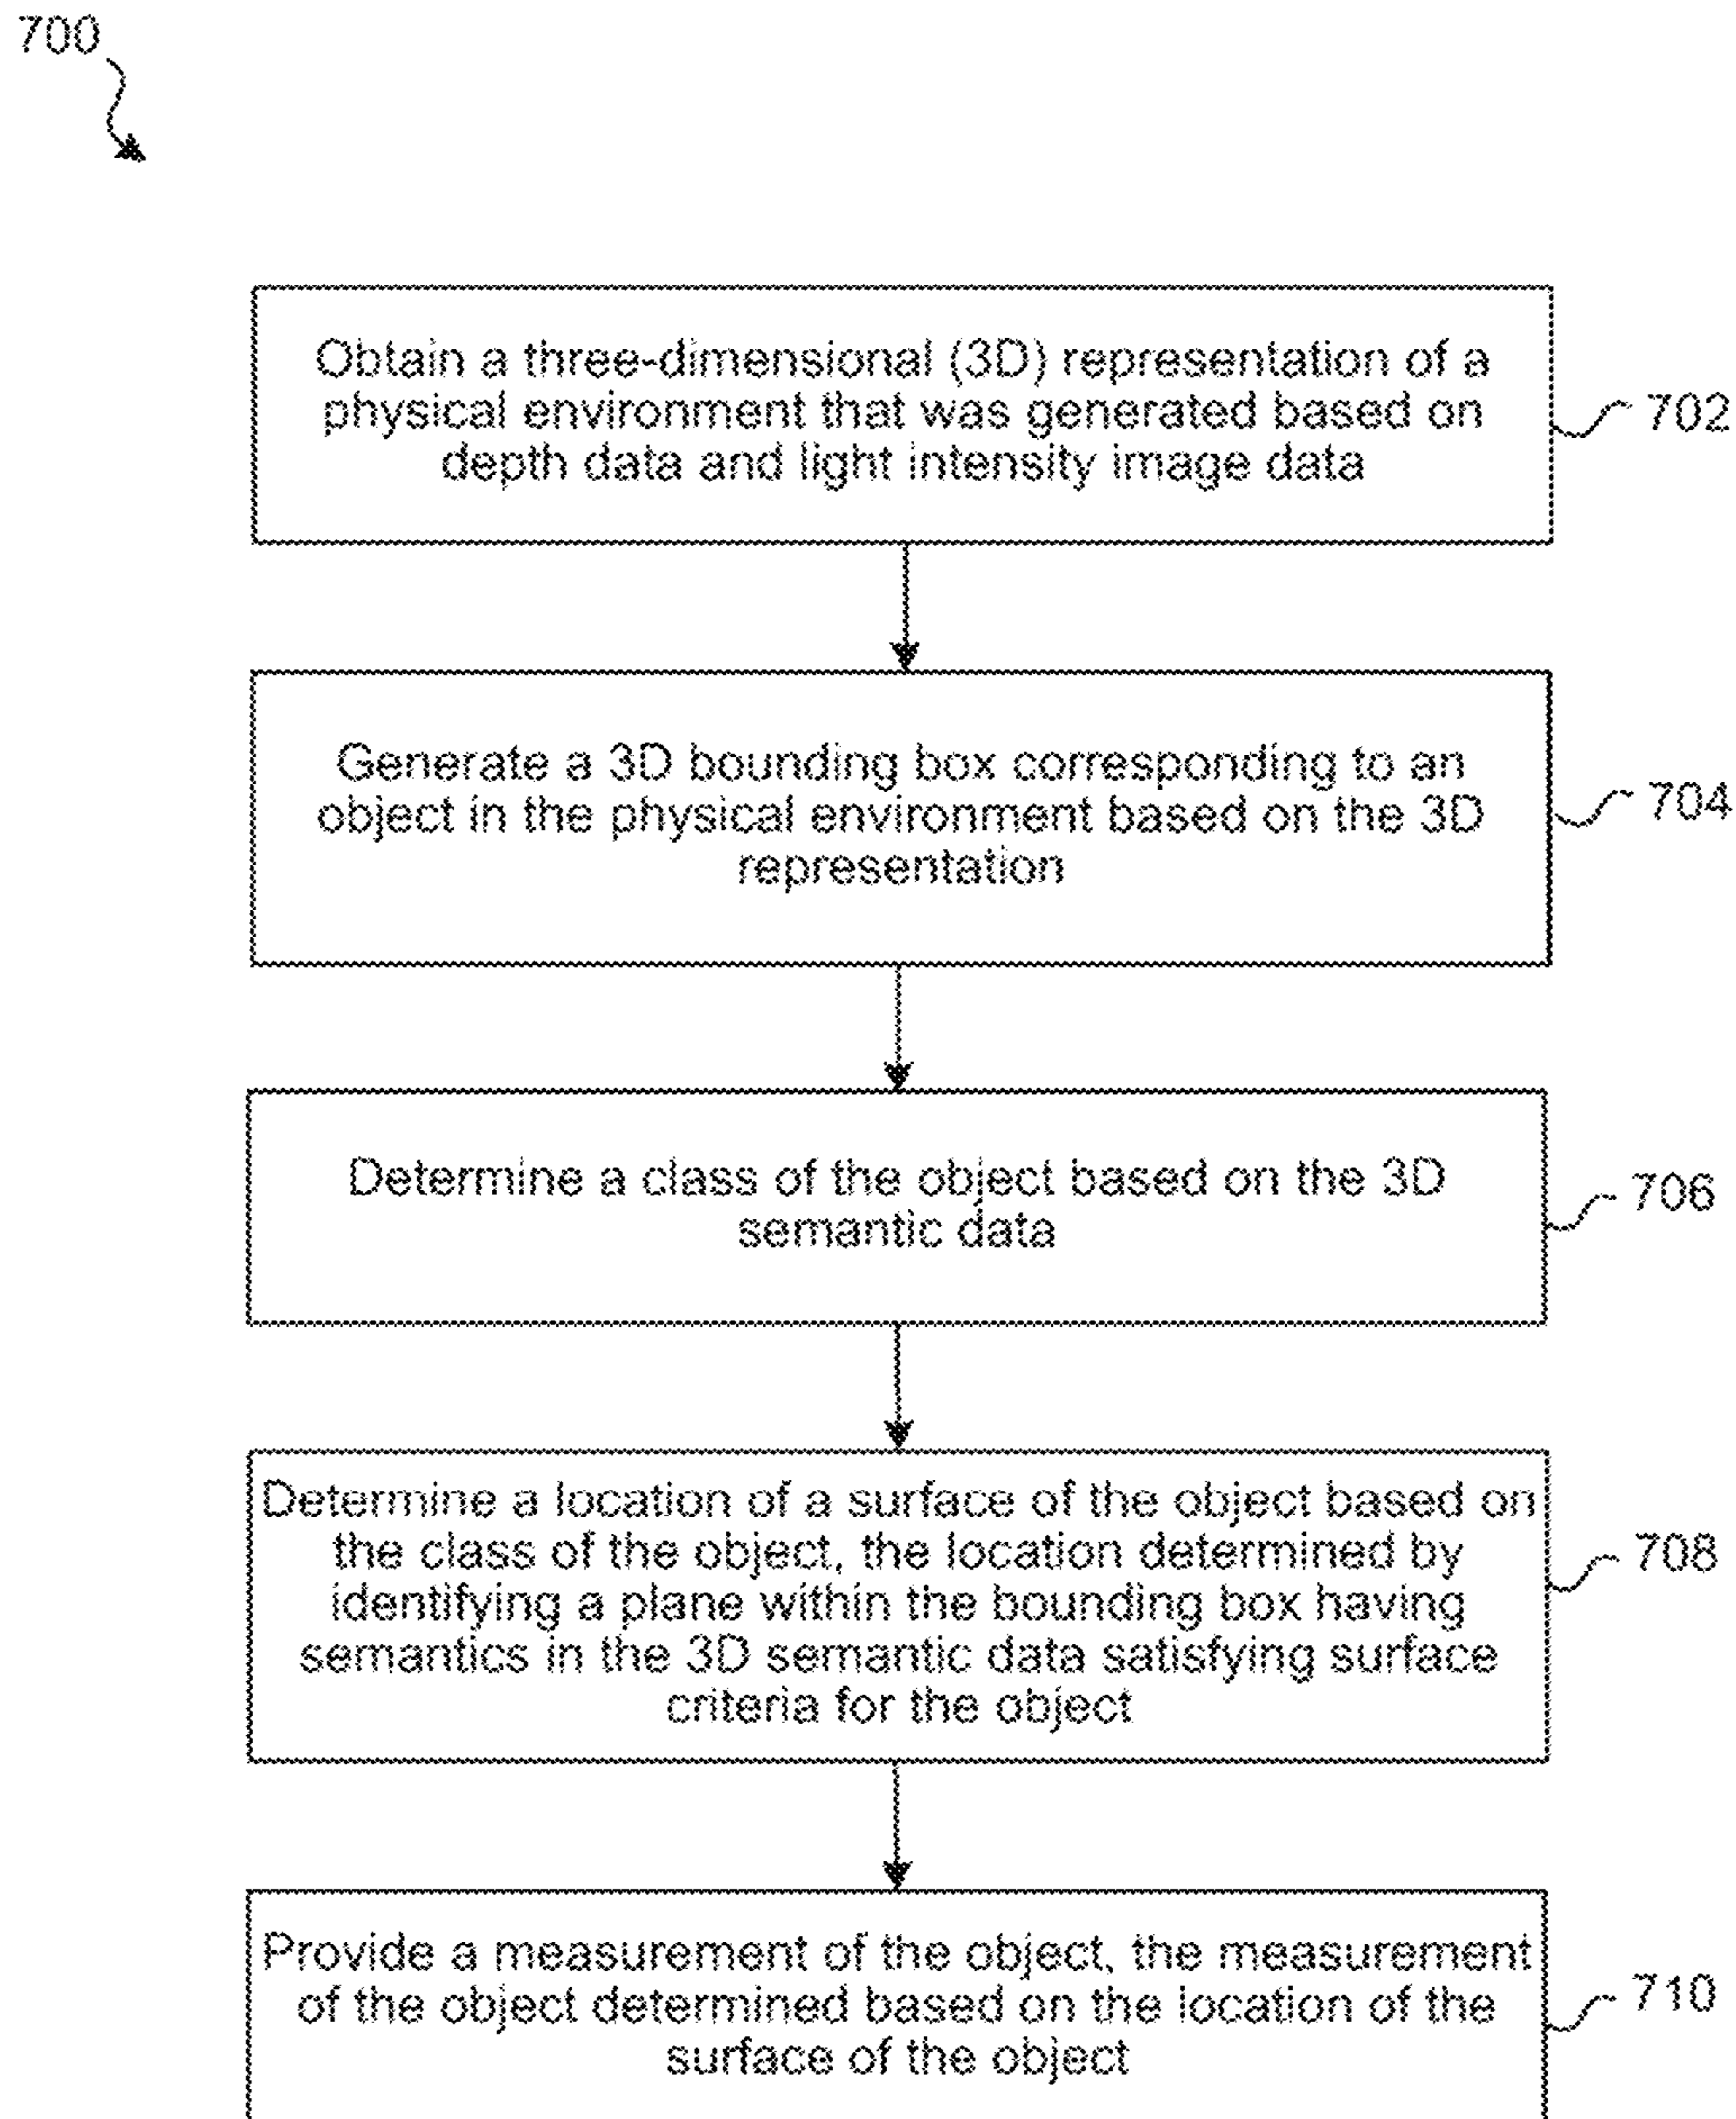 700
Obtain a three-dimensional (3D) representation of a
physical environment that was generated based on
depth data and light intensity image data
702
Generate a 3D bounding box corresponding to an
object in the physical environment based on the 3D
representation
704
Determine a class of the object based on the 3D
semantic data
706
Determine a location of a surface of the object based on
the class of the object, the location determined by
identifying a plane within the bounding box having
semantics in the 3D semantic data satisfying surface
criteria for the object
708
Provide a measurement of the object, the measurement
of the object determined based on the location of the
surface of the object
710